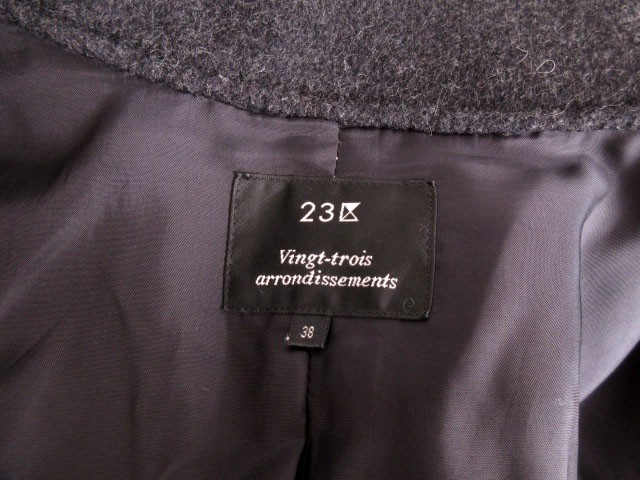 23区
Vingt-trois
arrondissements
38